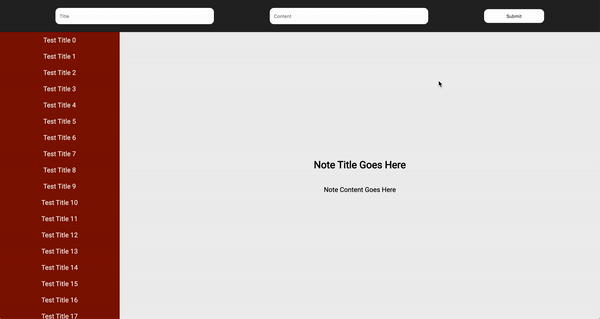 Title
Content
Submit
Test Title 0
Test Title 1
Test Title 2
Test Title 3
Test Title 4
Test Title 5
Test Title 6
Test Title 7
Test Title 8
Test Title 9
Test Title 10
Test Title 11
Test Title 12
Test Title 13
Test Title 14
Test Title 15
Test Title 16
Test Title 17
Note Title Goes Here
Note Content Goes Here